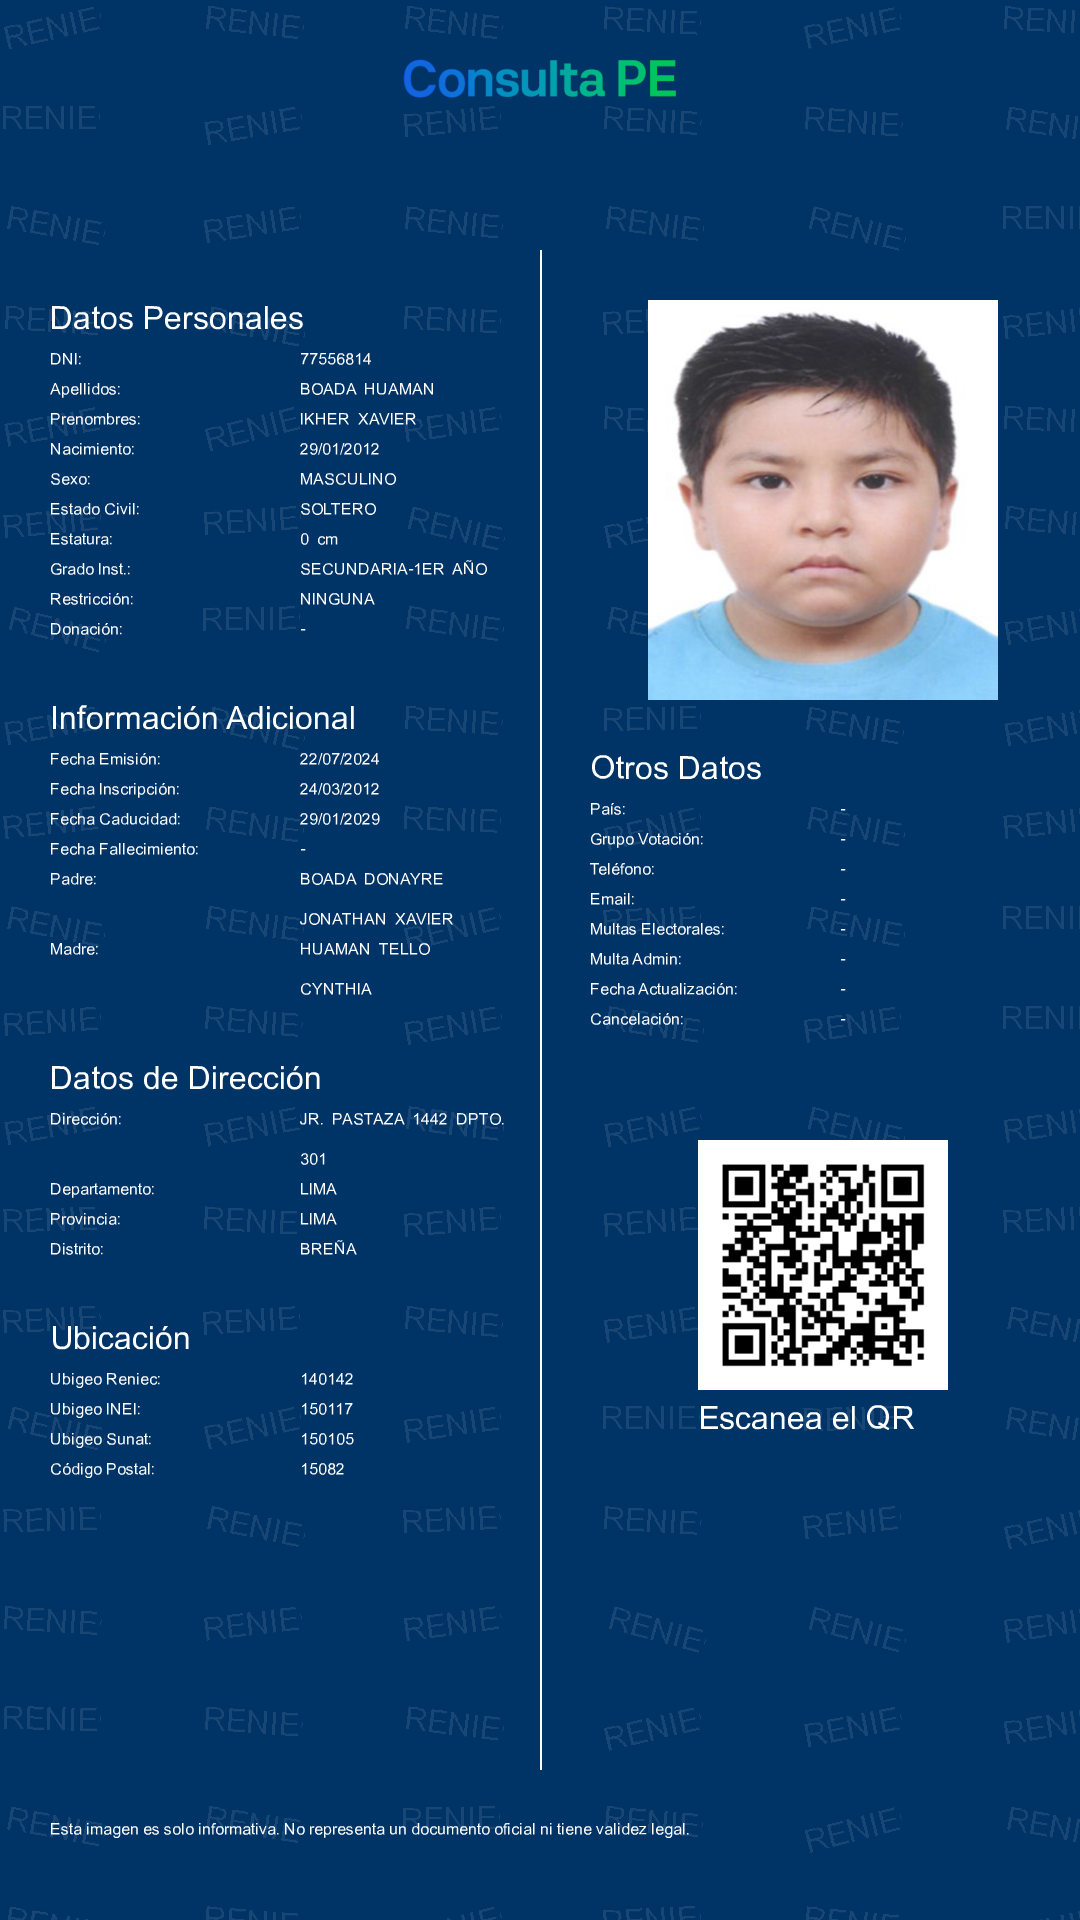 Consulta PE
Datos Personales
DNI: 77556814
Apellidos: BOADA HUAMAN
Prenombres: IKHER XAVIER
Nacimiento: 29/01/2012
Sexo: MASCULINO
Estado Civil: SOLTERO
Estatura: 0 cm
Grado Inst.: SECUNDARIA-1ER AÑO
Restricción: NINGUNA
Donación: -
Información Adicional
Fecha Emisión: 22/07/2024
Fecha Inscripción: 24/03/2012
Fecha Caducidad: 29/01/2029
Fecha Fallecimiento: -
Padre: BOADA DONAYRE
JONATHAN XAVIER
Madre: HUAMAN TELLO
CYNTHIA
Datos de Dirección
Dirección: JR. PASTAZA 1442 DPTO.
301
Departamento: LIMA
Provincia: LIMA
Distrito: BREÑA
Ubicación
Ubigeo Reniec: 140142
Ubigeo INEI: 150117
Ubigeo Sunat: 150105
Código Postal: 15082
Otros Datos
País: -
Grupo Votación: -
Teléfono: -
Email: -
Multas Electorales: -
Multa Admin: -
Fecha Actualización: -
Cancelación: -
Escanea el QR
Esta imagen es solo informativa. No representa un documento oficial ni tiene validez legal.